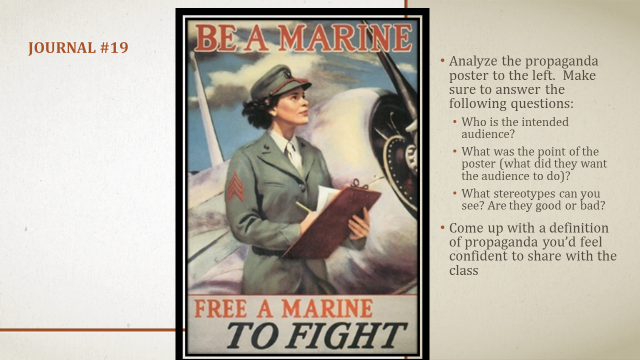 JOURNAL #19
BE A MARINE
FREE A MARINE
TO FIGHT
• Analyze the propaganda
poster to the left.  Make
sure to answer the
following questions:
• Who is the intended
audience?
• What was the point of the
poster (what did they want
the audience to do)?
• What stereotypes can you
see? Are they good or bad?
• Come up with a definition
of propaganda you'd feel
confident to share with the
class